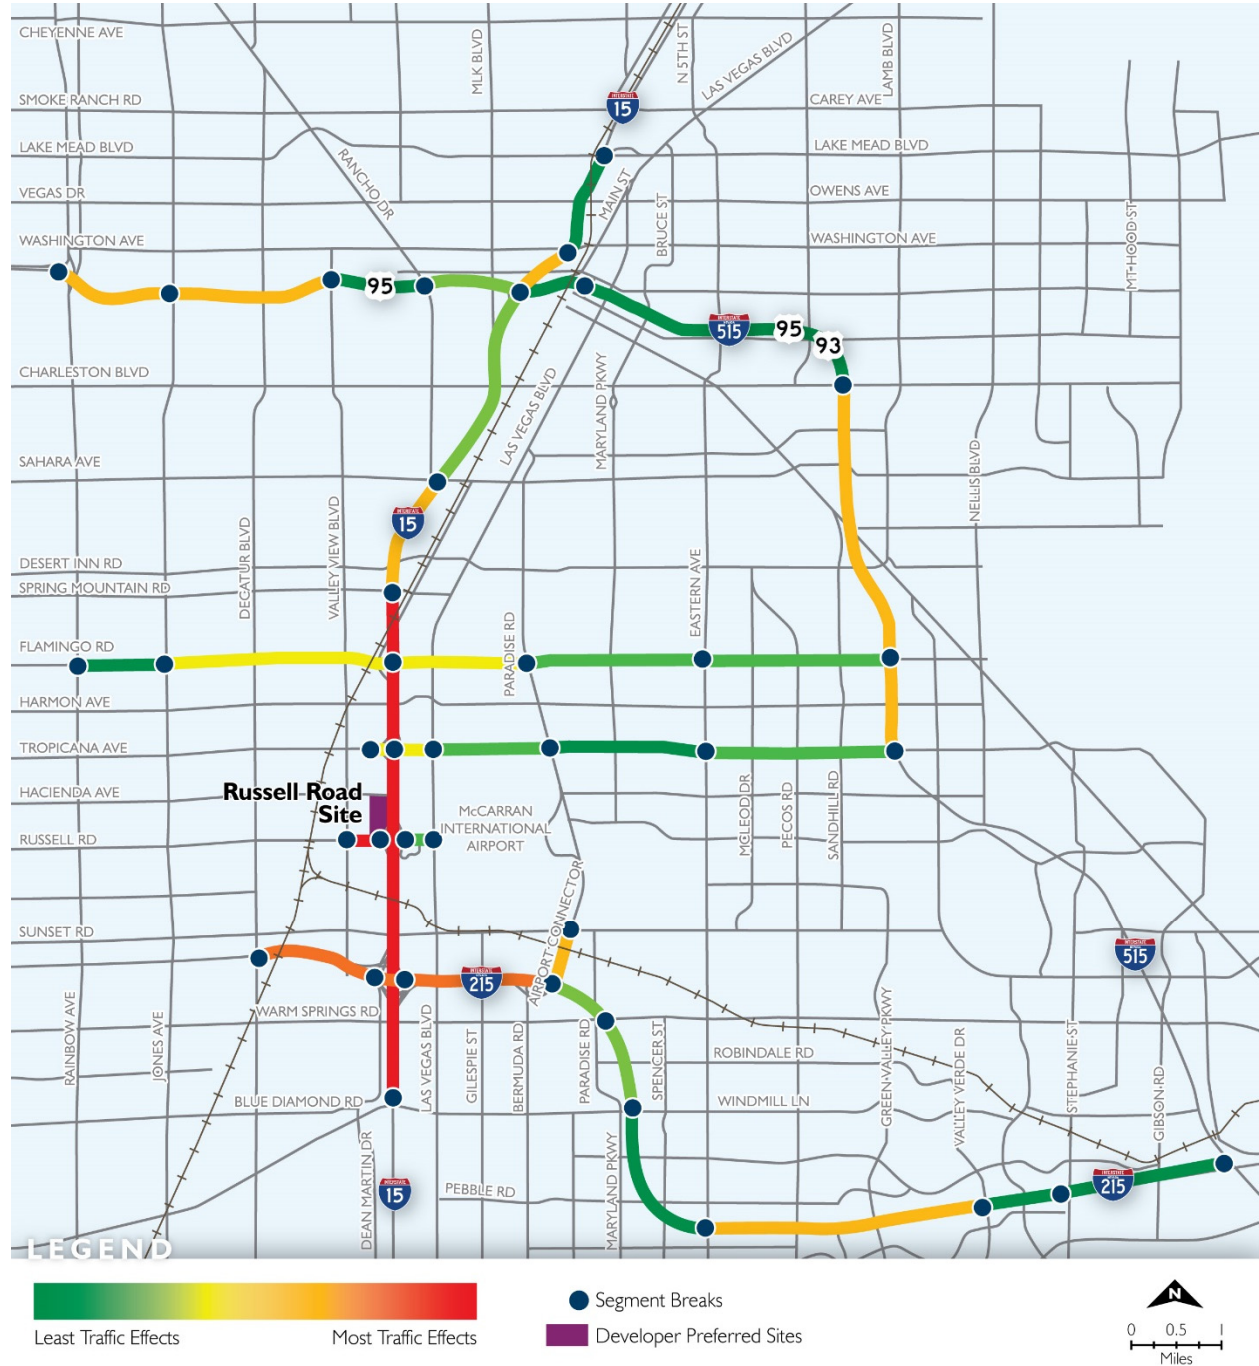 CHEYENNE AVE
MLK BLVD
N 5TH ST
LAS VEGAS BLVD
LAMB BLVD
SMOKE RANCH RD
INTERSTATE
15
CAREY AVE
LAKE MEAD BLVD
LAKE MEAD BLVD
RANCHO DR
VEGAS DR
MAIN ST
BRUCE ST
OWENS AVE
MT HOOD ST
WASHINGTON AVE
WASHINGTON AVE
95
INTERSTATE
515
95
93
CHARLESTON BLVD
LAS VEGAS BLVD
MARYLAND PKWY
SAHARA AVE
NELLIS BLVD
DECATUR BLVD
VALLEY VIEW BLVD
INTERSTATE
15
DESERT INN RD
SPRING MOUNTAIN RD
EASTERN AVE
FLAMINGO RD
PARADISE RD
HARMON AVE
TROPICANA AVE
HACIENDA AVE
Russell Road
Site
McCARRAN
INTERNATIONAL
AIRPORT
MCLEOD DR
PECOS RD
SANDHILL RD
RUSSELL RD
AIRPORT CONNECTOR
SUNSET RD
INTERSTATE
515
INTERSTATE
215
RAINBOW AVE
JONES AVE
WARM SPRINGS RD
LAS VEGAS BLVD
GILESPIE ST
BERMUDA RD
PARADISE RD
SPENCER ST
ROBINDALE RD
GREEN VALLEY PKWY
VALLEY VERDE DR
STEPHANIE ST
GIBSON RD
BLUE DIAMOND RD
WINDMILL LN
DEAN MARTIN DR
INTERSTATE
15
PEBBLE RD
MARYLAND PKWY
INTERSTATE
215
LEGEND
Least Traffic Effects
Most Traffic Effects
Segment Breaks
Developer Preferred Sites
N
0 0.5 1
Miles